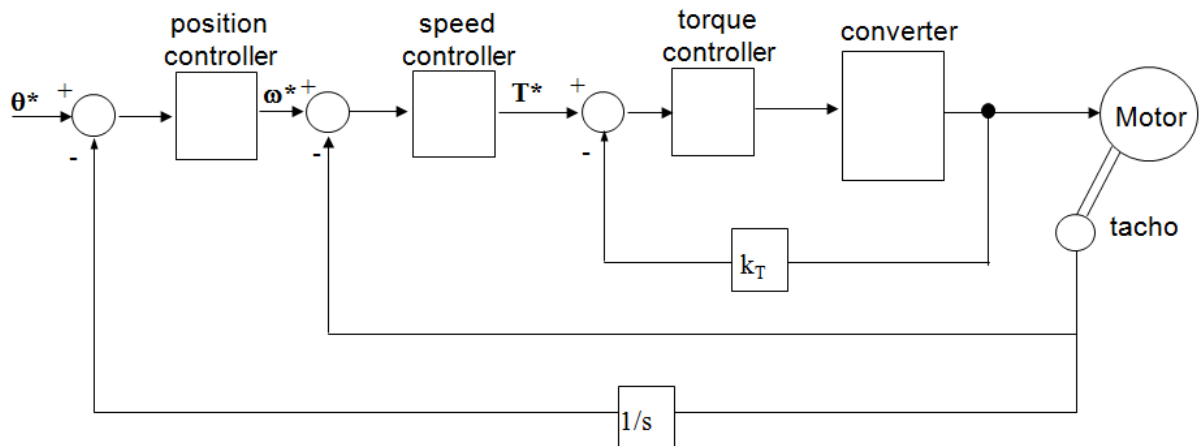 position
controller
speed
controller
torque
controller
converter
θ*
+
-
ω*
+
-
T*
+
-
Motor
tacho
k_T
1/s